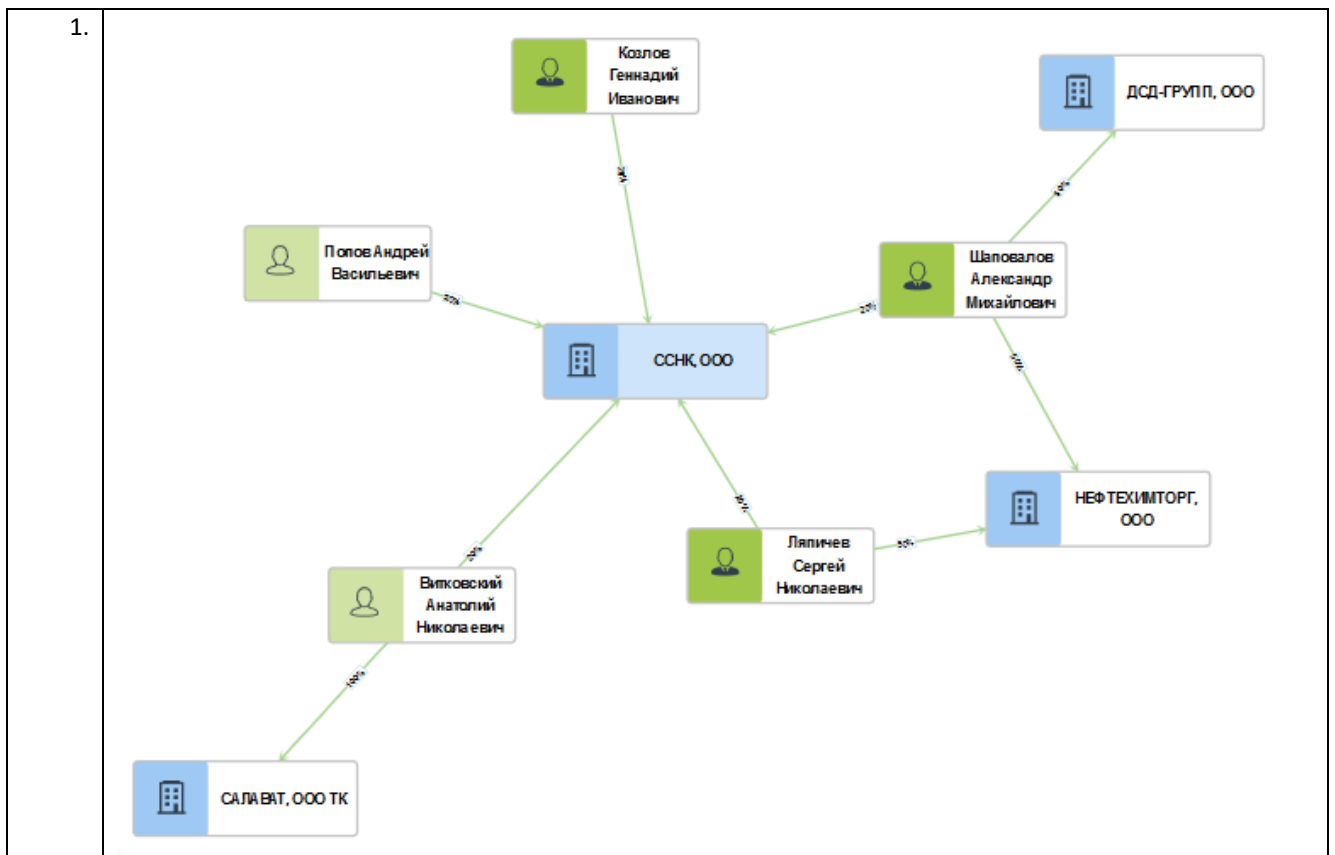 1.
Козлов
Геннадий
Иванович
ДСД-ГРУПП, ООО
Попов Андрей
Васильевич
Шаповалов
Александр
Михайлович
ССНК, ООО
НЕФТЕХИМТОРГ,
ООО
Ляпичев
Сергей
Николаевич
Витковский
Анатолий
Николаевич
100%
САЛАВАТ, ООО ТК